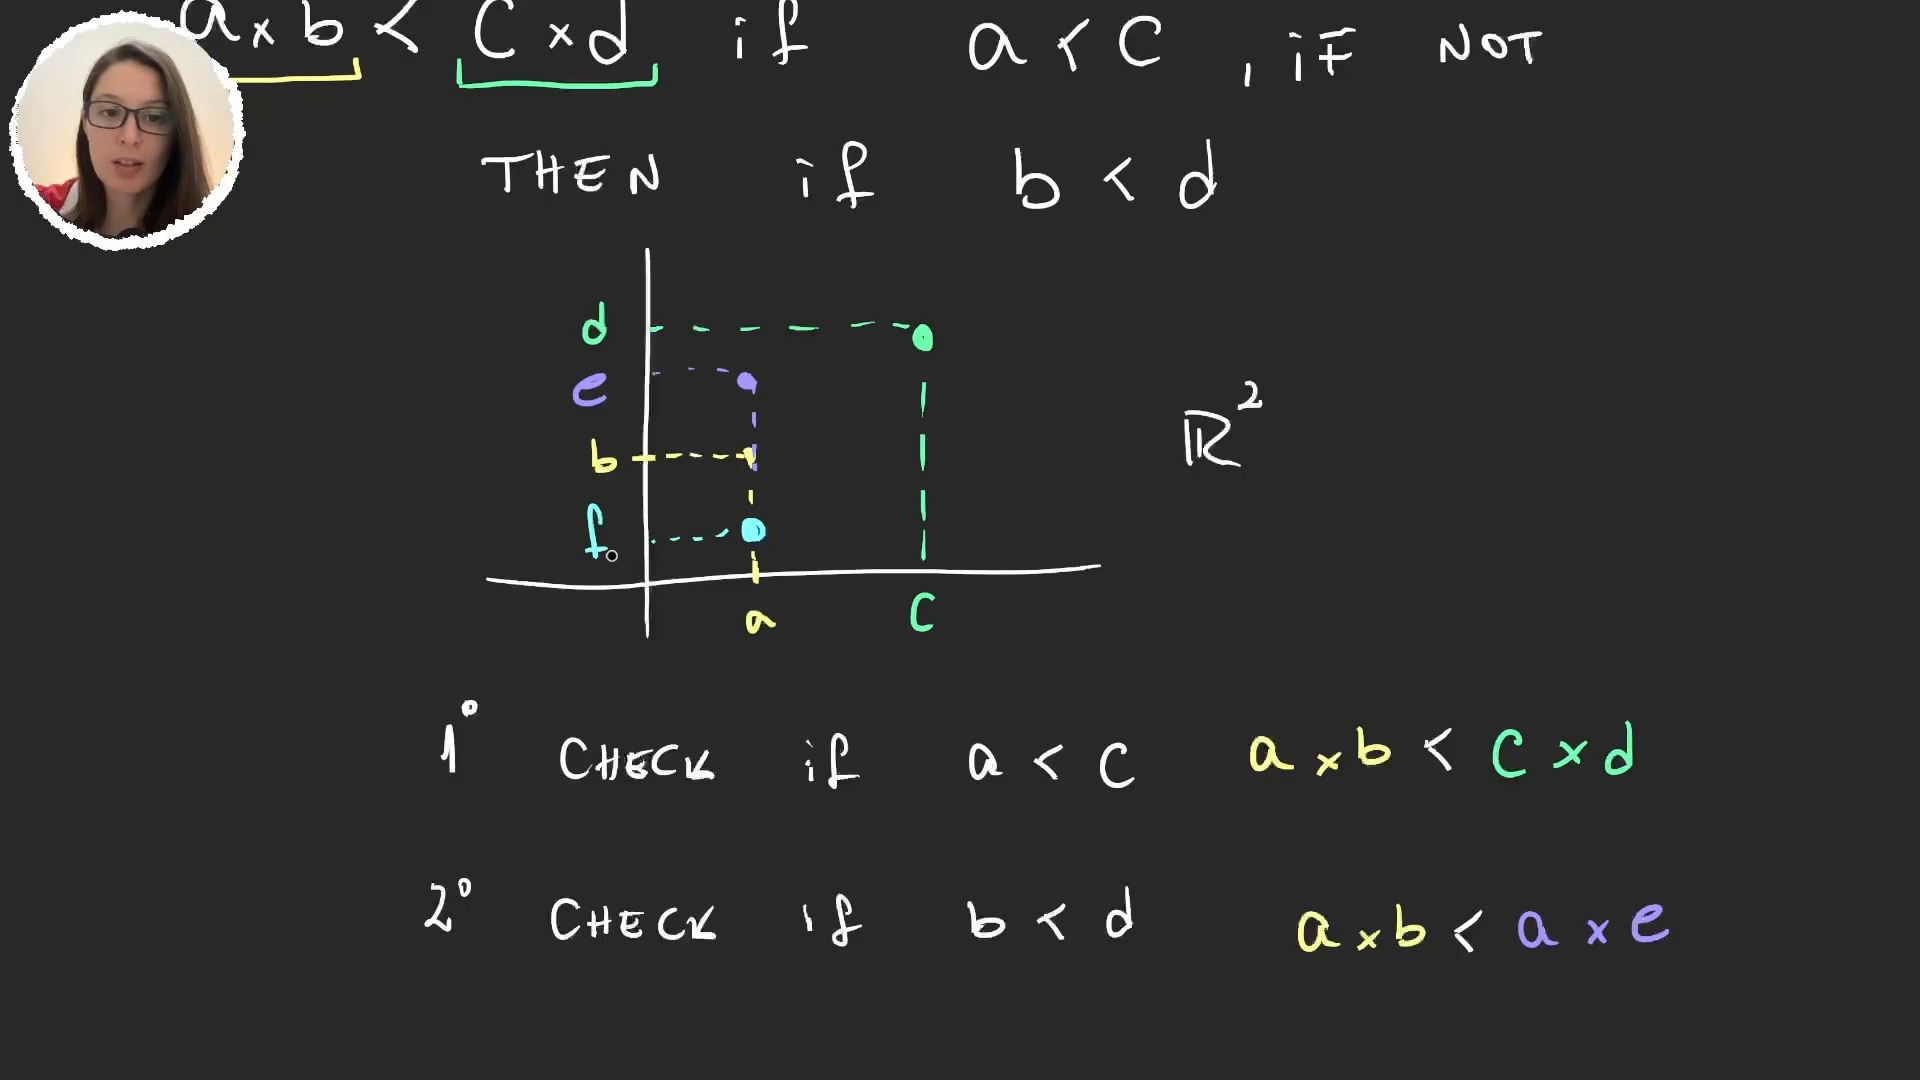 a × b < C × d if a < C , iF NOT
THEN if b < d
d
e
b
f
a
C
R²
1° CHECK if a < C a × b < C × d
2° CHECK if b < d a × b < a × e